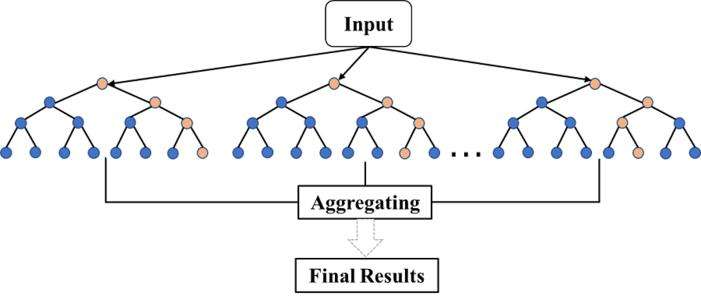 Input
...
Aggregating
Final Results